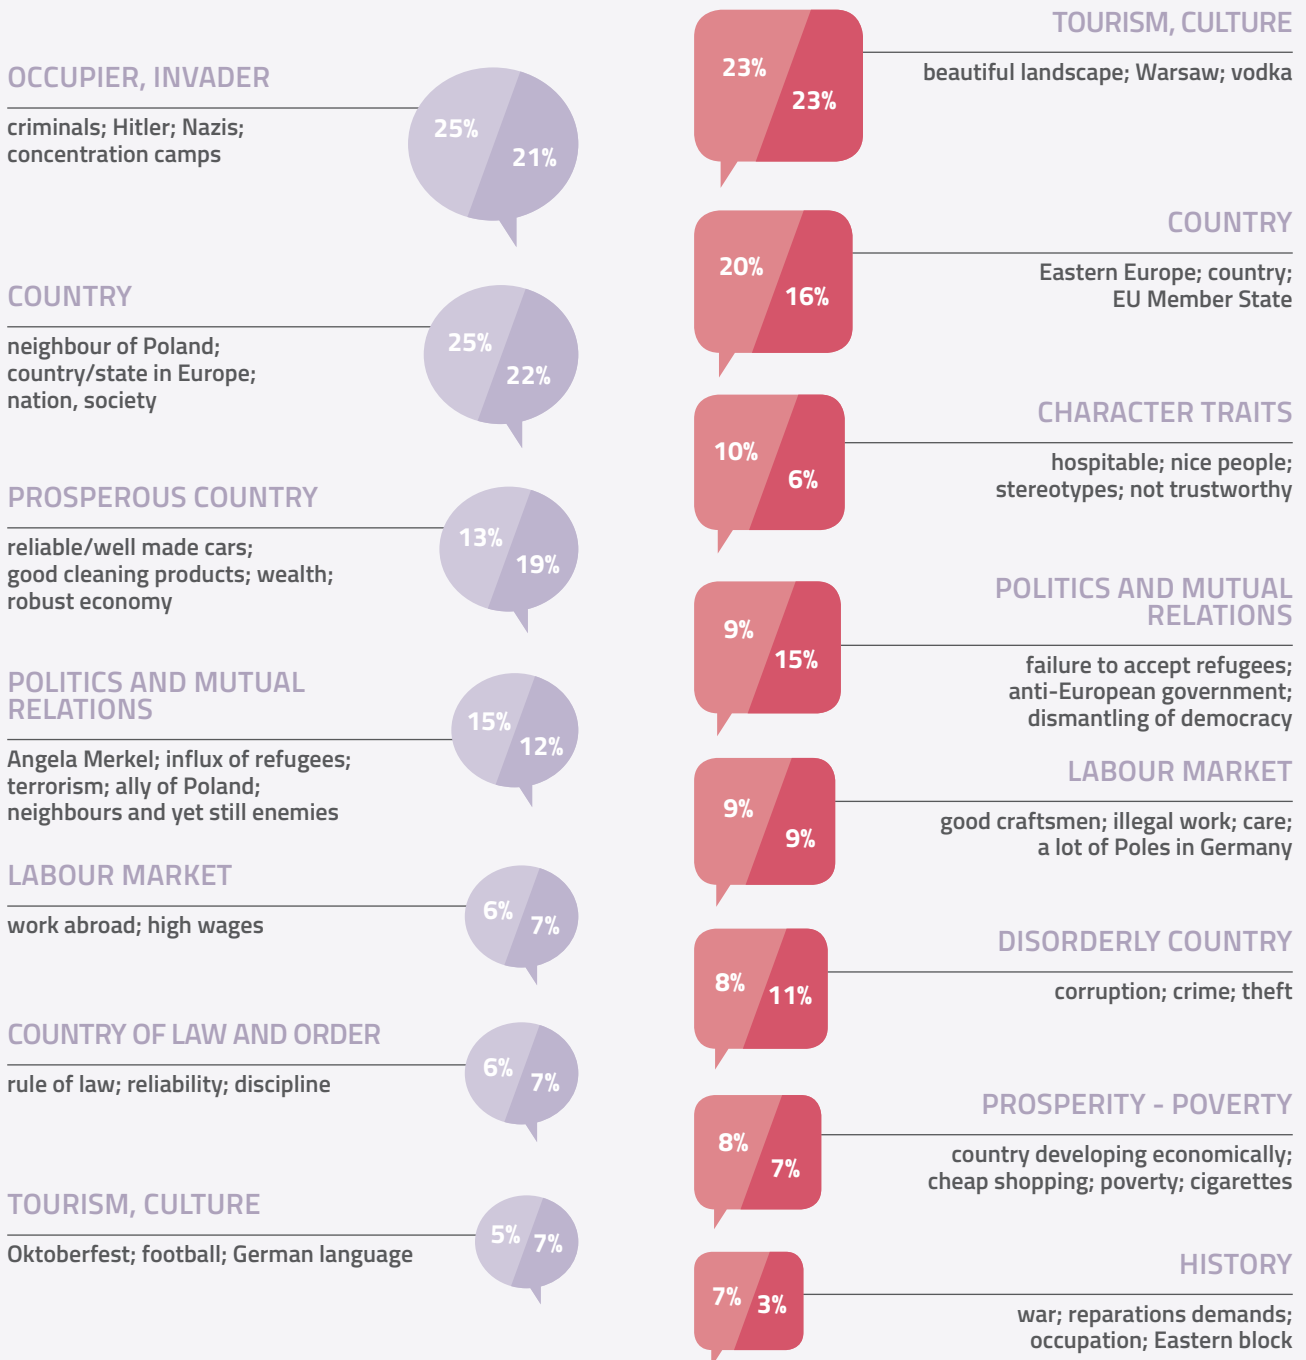 OCCUPIER, INVADER
criminals; Hitler; Nazis;
concentration camps
25%
21%
COUNTRY
neighbour of Poland;
country/state in Europe;
nation, society
25%
22%
PROSPEROUS COUNTRY
reliable/well made cars;
good cleaning products; wealth;
robust economy
13%
19%
POLITICS AND MUTUAL
RELATIONS
Angela Merkel; influx of refugees;
terrorism; ally of Poland;
neighbours and yet still enemies
15%
12%
LABOUR MARKET
work abroad; high wages
6%
7%
COUNTRY OF LAW AND ORDER
rule of law; reliability; discipline
6%
7%
TOURISM, CULTURE
Oktoberfest; football; German language
5%
7%
TOURISM, CULTURE
beautiful landscape; Warsaw; vodka
23%
23%
COUNTRY
Eastern Europe; country;
EU Member State
20%
16%
CHARACTER TRAITS
hospitable; nice people;
stereotypes; not trustworthy
10%
6%
POLITICS AND MUTUAL
RELATIONS
failure to accept refugees;
anti-European government;
dismantling of democracy
9%
15%
LABOUR MARKET
good craftsmen; illegal work; care;
a lot of Poles in Germany
9%
9%
DISORDERLY COUNTRY
corruption; crime; theft
8%
11%
PROSPERITY - POVERTY
country developing economically;
cheap shopping; poverty; cigarettes
8%
7%
HISTORY
war; reparations demands;
occupation; Eastern block
7%
3%